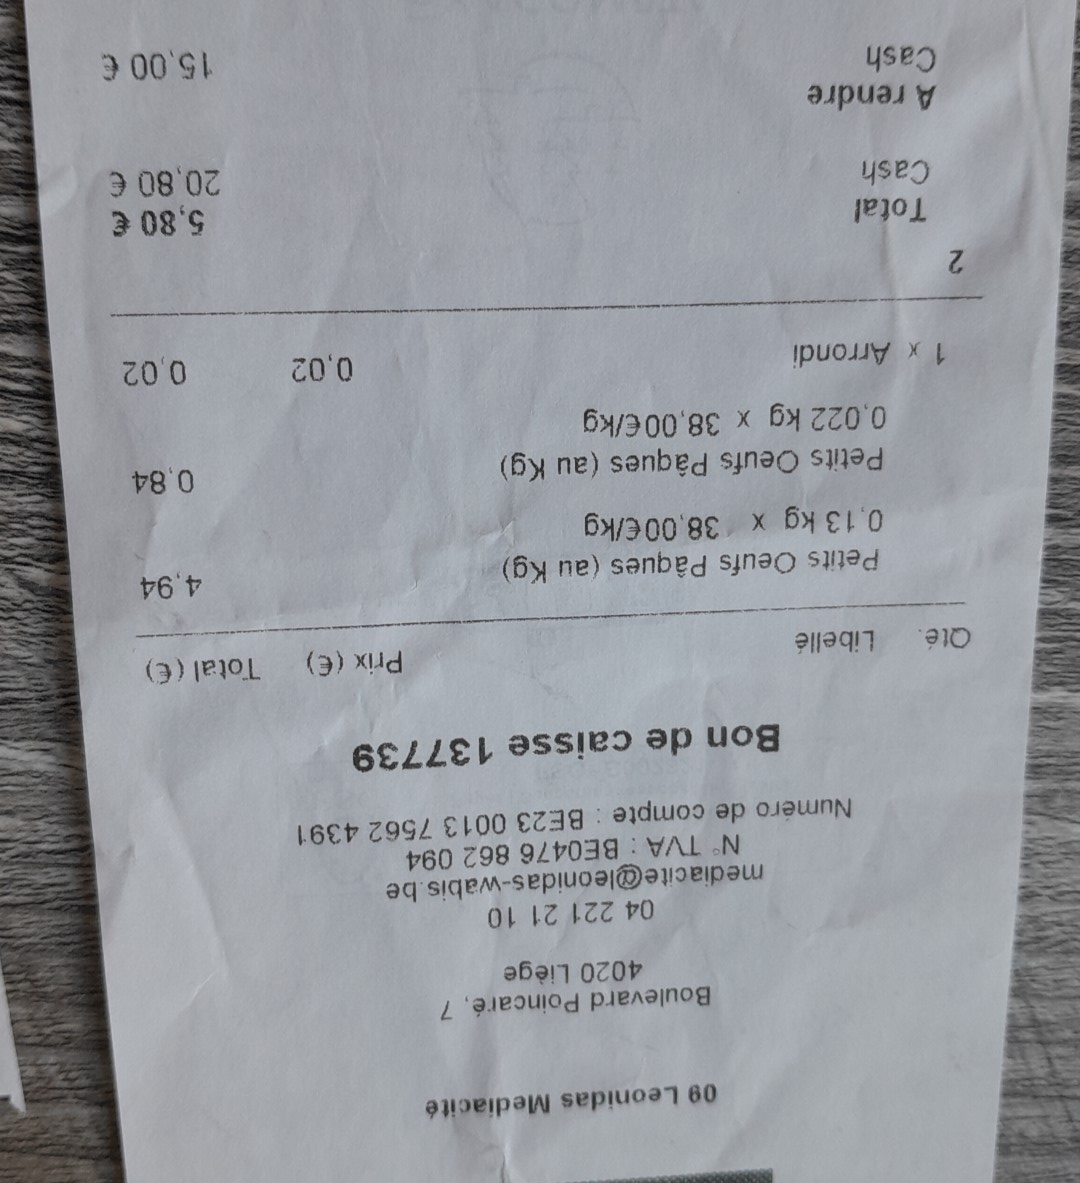 09 Leonidas Mediacité
Boulevard Poincaré, 7
4020 Liège
04 221 21 10
mediacite@leonidas-wabis.be
N° TVA : BE0476 862 094
Numéro de compte : BE23 0013 7562 4391
Bon de caisse 137739
Qté. Libellé Prix (€) Total (€)
Petits Oeufs Pâques (au Kg) 4,94
0,13 kg x 38,00€/kg
Petits Oeufs Pâques (au Kg) 0,84
0,022 kg x 38,00€/kg
1 x Arrondi 0,02 0,02
2
Total 5,80 €
Cash 20,80 €
A rendre
Cash 15,00 €